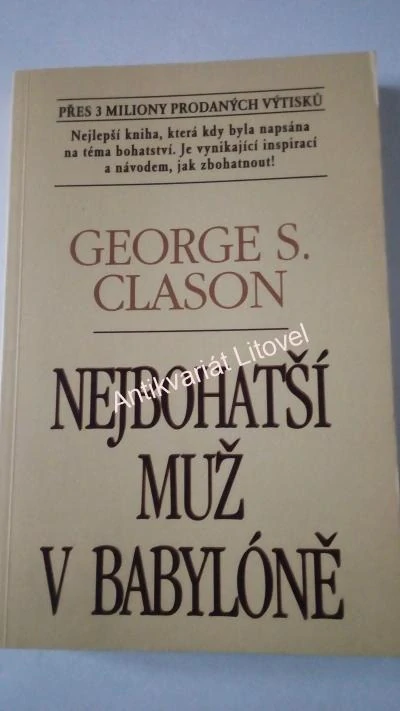 PŘES 3 MILIONY PRODANÝCH VÝTISKŮ
Nejlepší kniha, která kdy byla napsána
na téma bohatství. Je vynikající inspirací
a návodem, jak zbohatnout!
GEORGE S.
CLASON
Antikvariát Litovel
NEJBOHATŠÍ
MUŽ
V BABYLÓNĚ